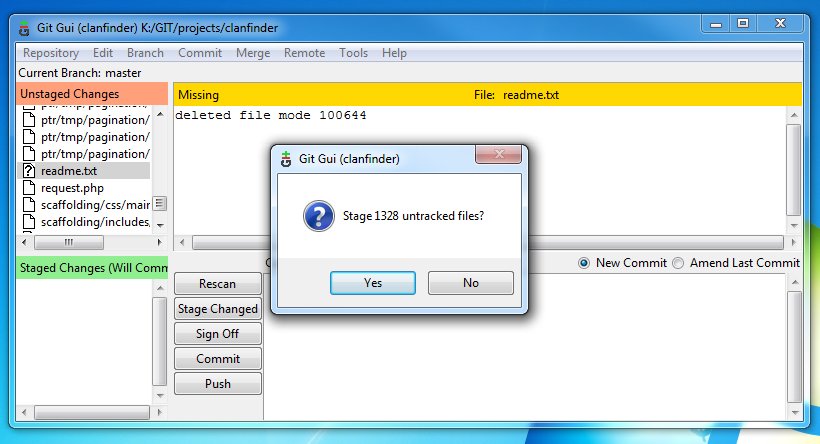 Git Gui (clanfinder) K:/GIT/projects/clanfinder
Repository Edit Branch Commit Merge Remote Tools Help
Current Branch: master
Unstaged Changes
Missing File: readme.txt
ptr/tmp/pagination/
ptr/tmp/pagination/
ptr/tmp/pagination/
ptr/tmp/pagination/
readme.txt
request.php
scaffolding/css/main
scaffolding/includes/
deleted file mode 100644
Git Gui (clanfinder)
Stage 1328 untracked files?
Yes No
Staged Changes (Will Comm
New Commit Amend Last Commit
Rescan
Stage Changed
Sign Off
Commit
Push